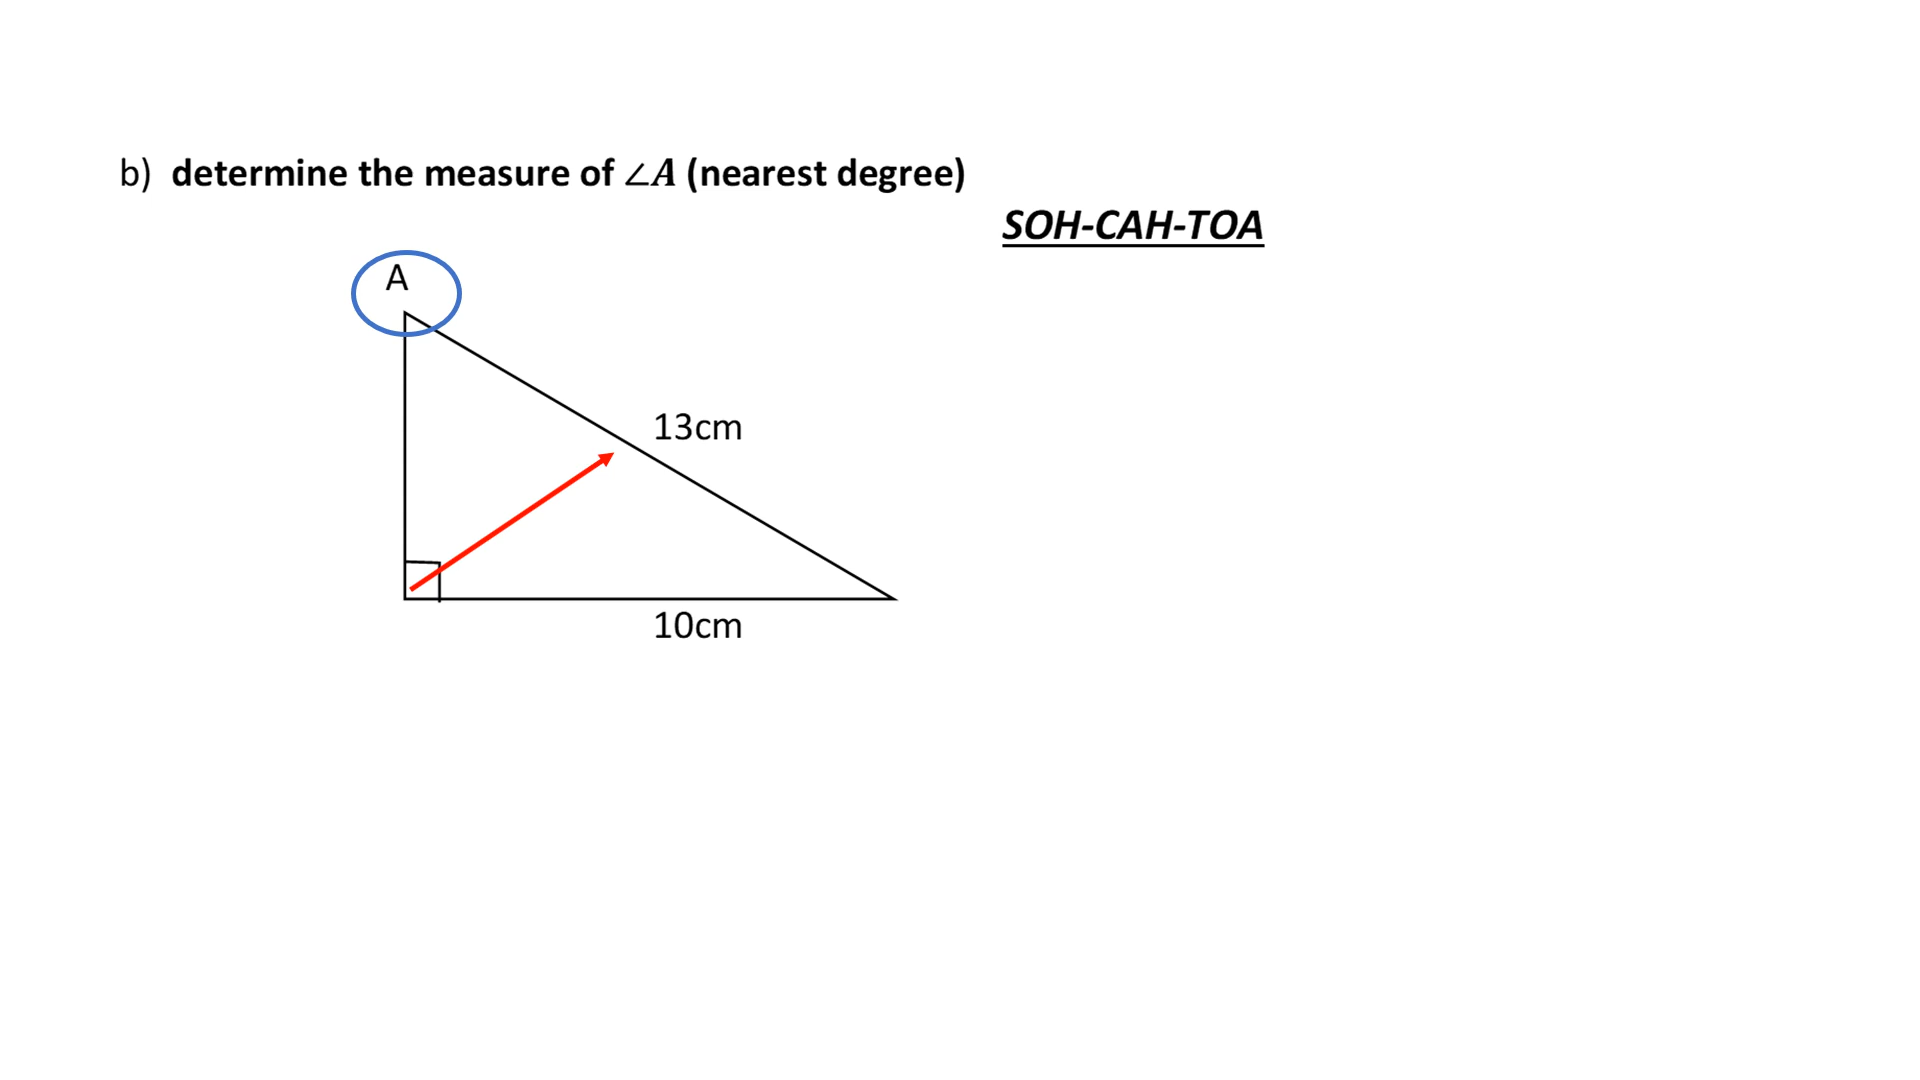 b) determine the measure of ∠A (nearest degree)
SOH-CAH-TOA
A
13cm
10cm